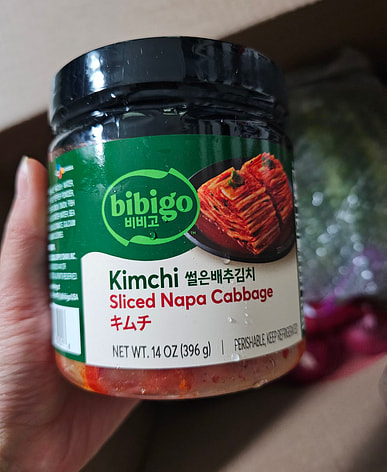 bibigo
비비고
Kimchi 썰은배추김치
Sliced Napa Cabbage
キムチ
NET WT. 14 OZ (396 g) | PERISHABLE, KEEP REFRIGERATED